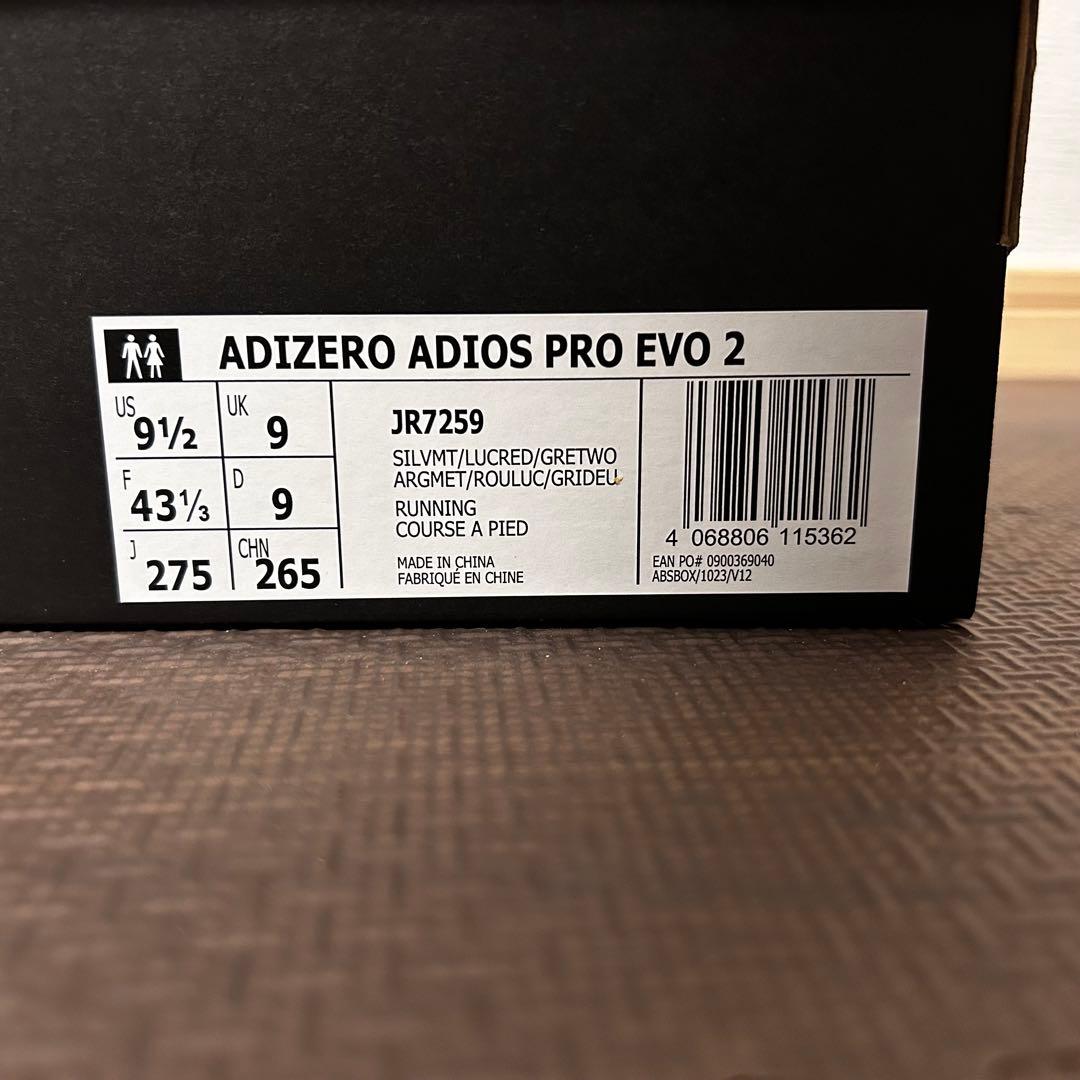 ADIZERO ADIOS PRO EVO 2
US 9½
UK 9
F 43⅓
D 9
J 275
CHN 265
JR7259
SILVMT/LUCRED/GRETWO
ARGMET/ROULUC/GRIDEU
RUNNING
COURSE A PIED
MADE IN CHINA
FABRIQUÉ EN CHINE
4 068806 115362
EAN PO# 0900369040
ABSBOX/1023/V12